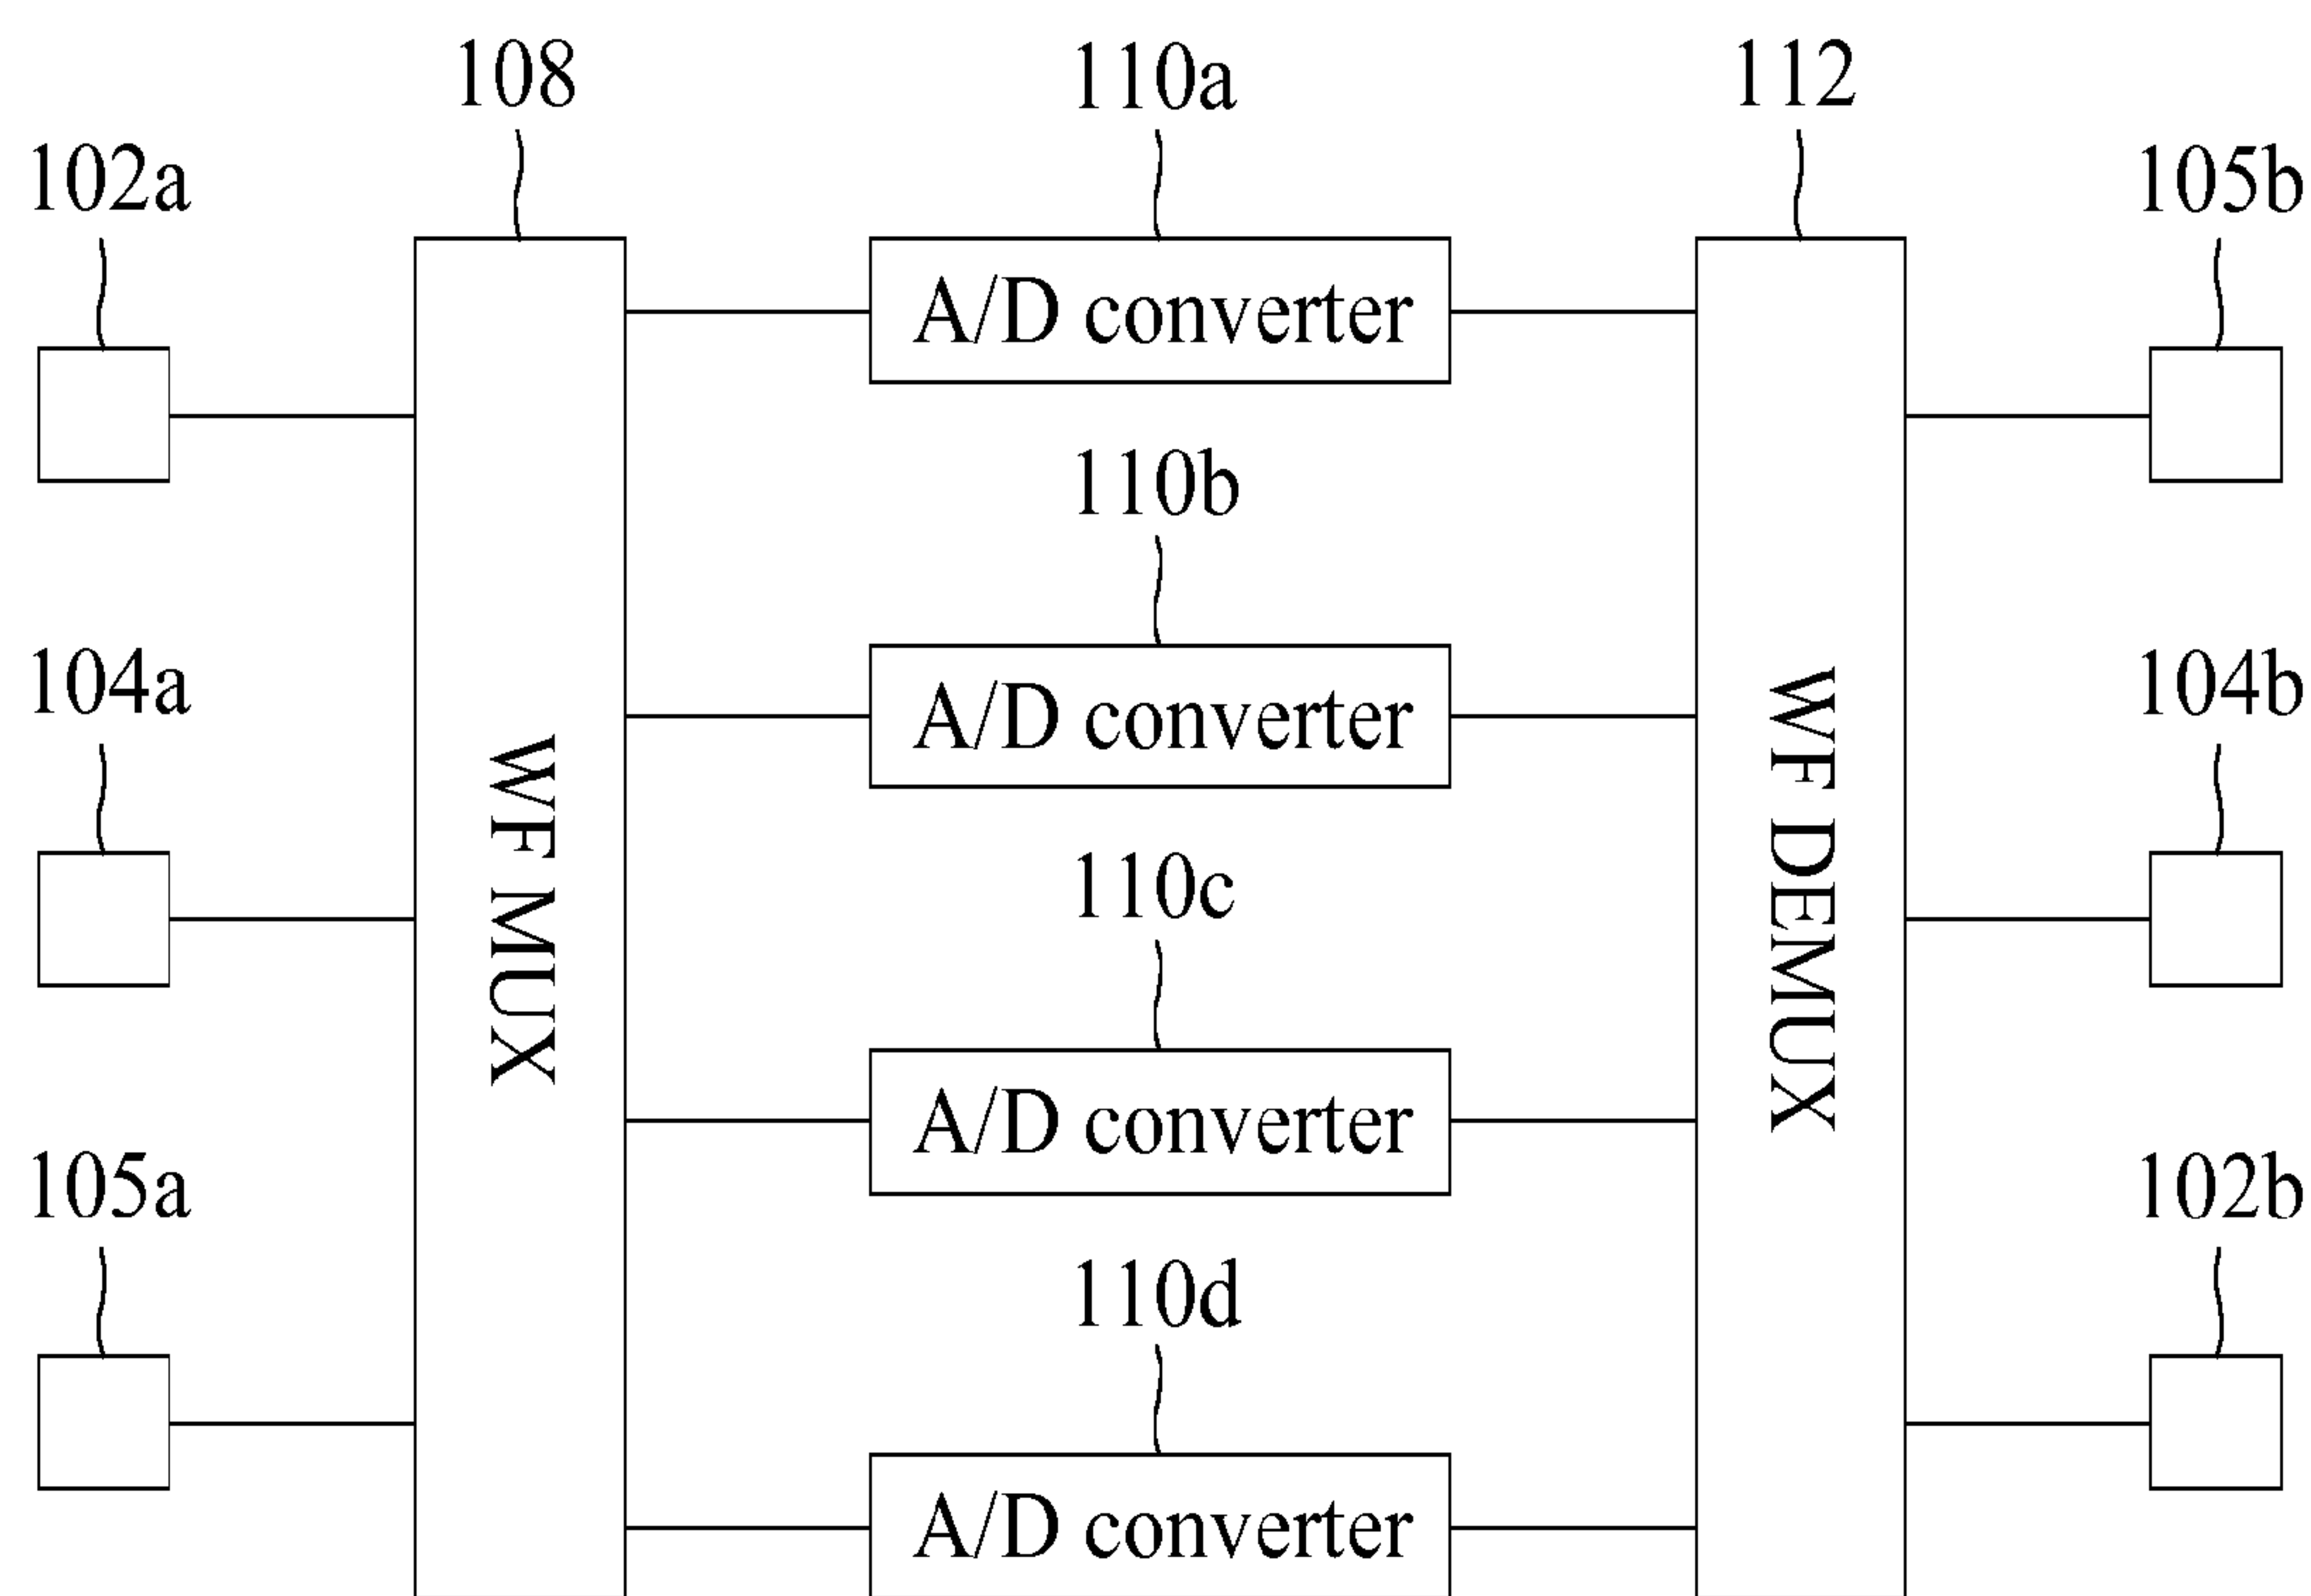 108
110a
112
102a
105b
A/D converter
110b
104a
104b
A/D converter
WF MUX
WF DEMUX
110c
A/D converter
105a
102b
110d
A/D converter